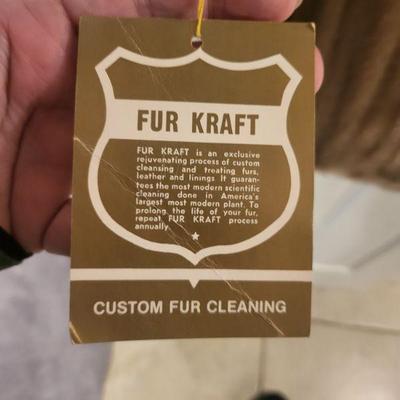 FUR KRAFT
FUR KRAFT is an exclusive
rejuvenating process of custom
cleansing and treating furs,
leather and linings. It guaran-
tees the most modern scientific
cleaning done in America's
largest most modern plant. To
prolong the life of your fur,
repeat FUR KRAFT process
annually.
CUSTOM FUR CLEANING